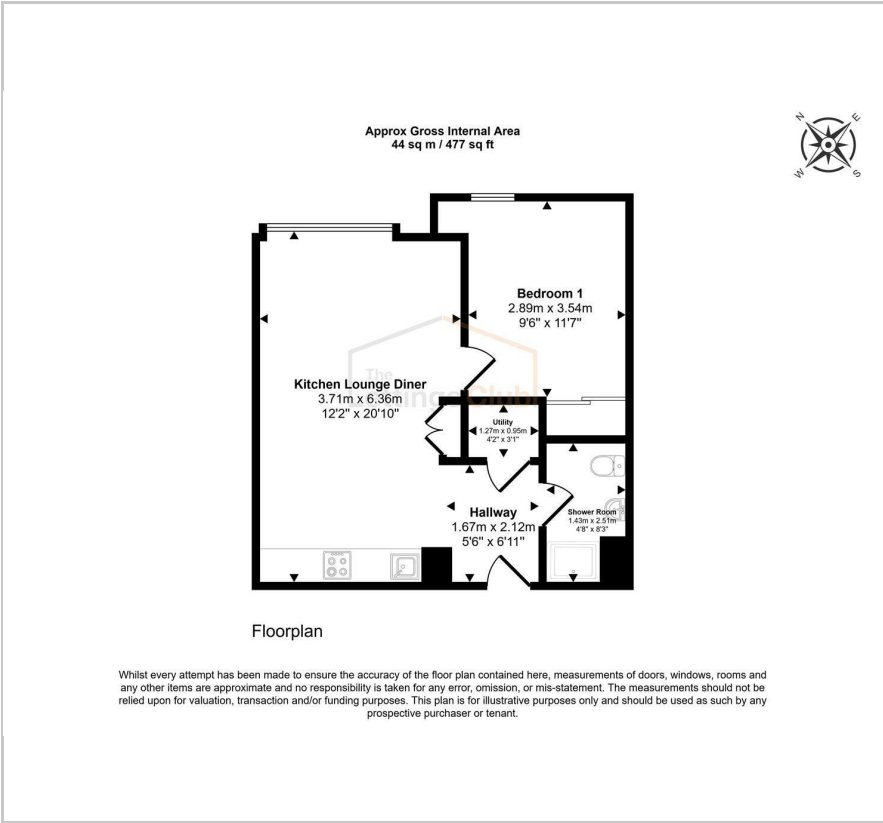 Approx Gross Internal Area
44 sq m / 477 sq ft
N
E
W
S
Bedroom 1
2.89m x 3.54m
9'6" x 11'7"
The
Kitchen Lounge Diner
3.71m x 6.36m
12'2" x 20'10"
Club
Utility
1.27m x 0.95m
4'2" x 3'1"
Hallway
1.67m x 2.12m
5'6" x 6'11"
Shower Room
1.43m x 2.51m
4'8" x 8'3"
Floorplan
Whilst every attempt has been made to ensure the accuracy of the floor plan contained here, measurements of doors, windows, rooms and
any other items are approximate and no responsibility is taken for any error, omission, or mis-statement. The measurements should not be
relied upon for valuation, transaction and/or funding purposes. This plan is for illustrative purposes only and should be used as such by any
prospective purchaser or tenant.